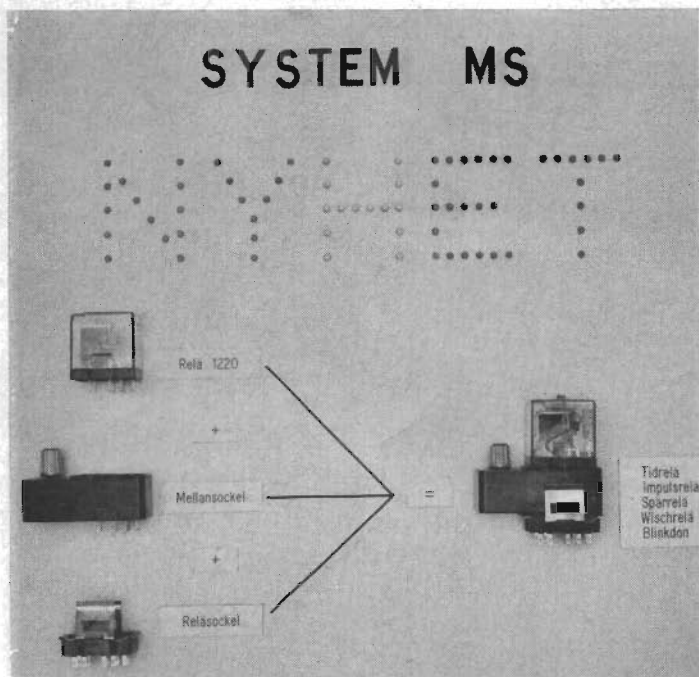 SYSTEM MS
NYHET
Relä 1220
+
Mellansockel
+
Reläsockel
=
Tidrelä
Impulsrelä
Spärrelä
Wischrelä
Blinkdon